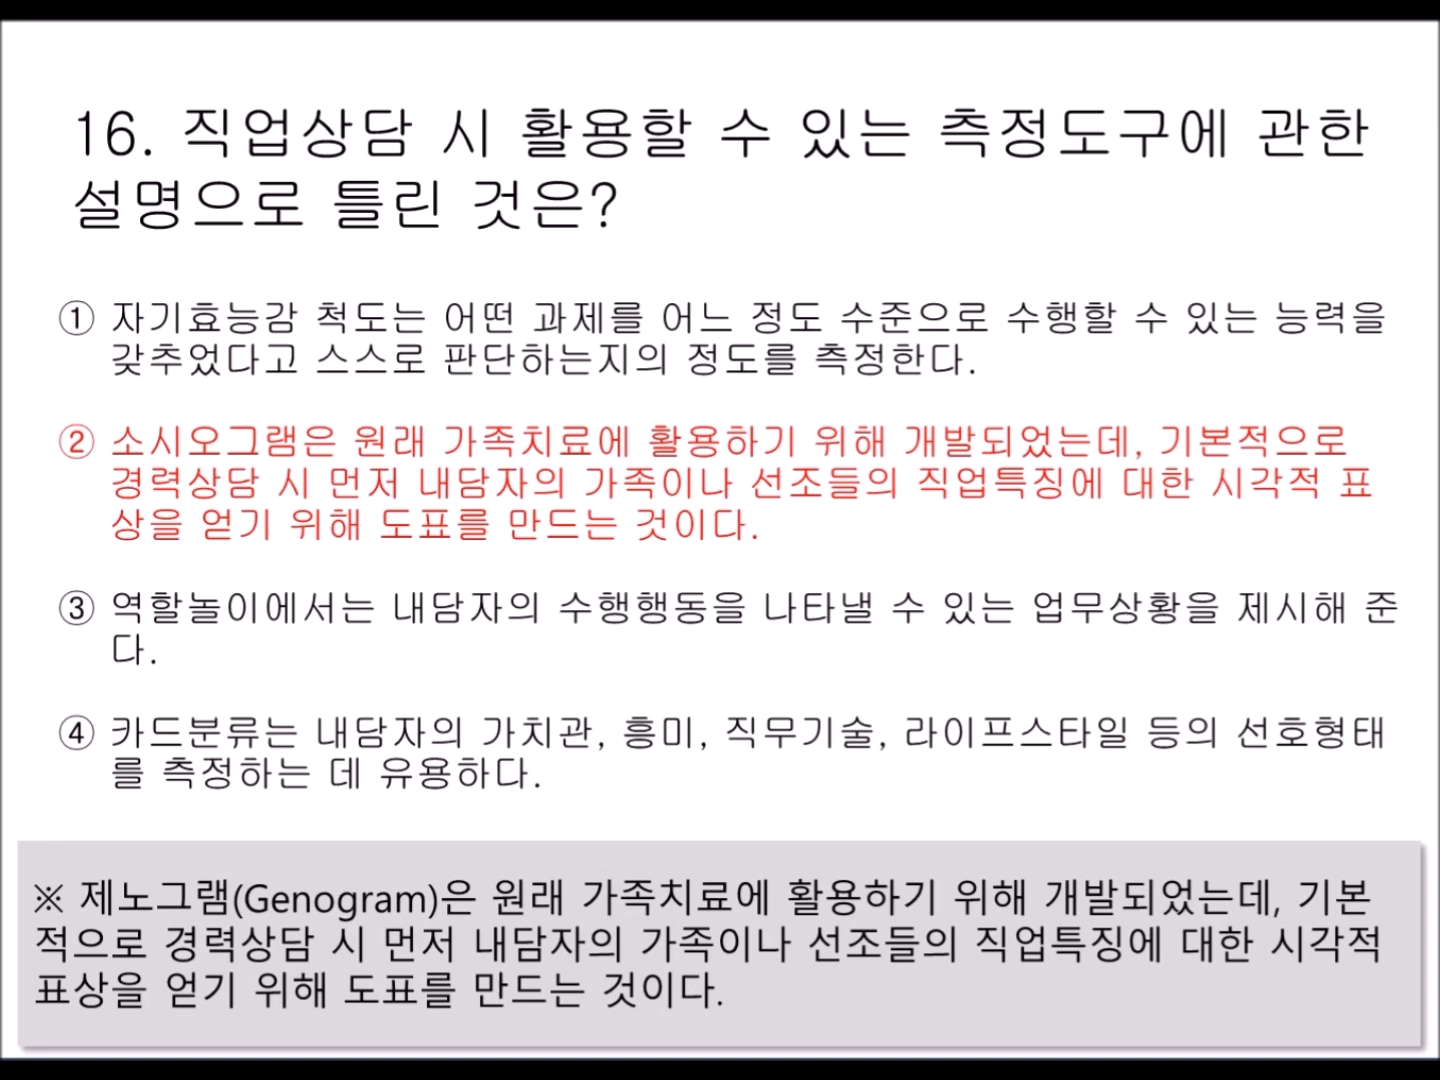 16. 직업상담 시 활용할 수 있는 측정도구에 관한
설명으로 틀린 것은?
① 자기효능감 척도는 어떤 과제를 어느 정도 수준으로 수행할 수 있는 능력을
갖추었다고 스스로 판단하는지의 정도를 측정한다.
② 소시오그램은 원래 가족치료에 활용하기 위해 개발되었는데, 기본적으로
경력상담 시 먼저 내담자의 가족이나 선조들의 직업특징에 대한 시각적 표
상을 얻기 위해 도표를 만드는 것이다.
③ 역할놀이에서는 내담자의 수행행동을 나타낼 수 있는 업무상황을 제시해 준
다.
④ 카드분류는 내담자의 가치관, 흥미, 직무기술, 라이프스타일 등의 선호형태
를 측정하는 데 유용하다.
※ 제노그램(Genogram)은 원래 가족치료에 활용하기 위해 개발되었는데, 기본
적으로 경력상담 시 먼저 내담자의 가족이나 선조들의 직업특징에 대한 시각적
표상을 얻기 위해 도표를 만드는 것이다.